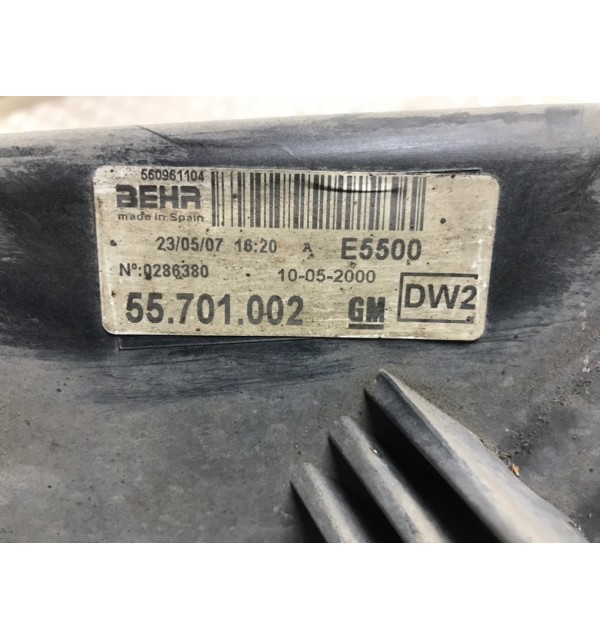 560961104
BEHR
made in Spain
23/05/07 16:20 A E5500
Nº:0286380 10-05-2000
55.701.002 GM DW2